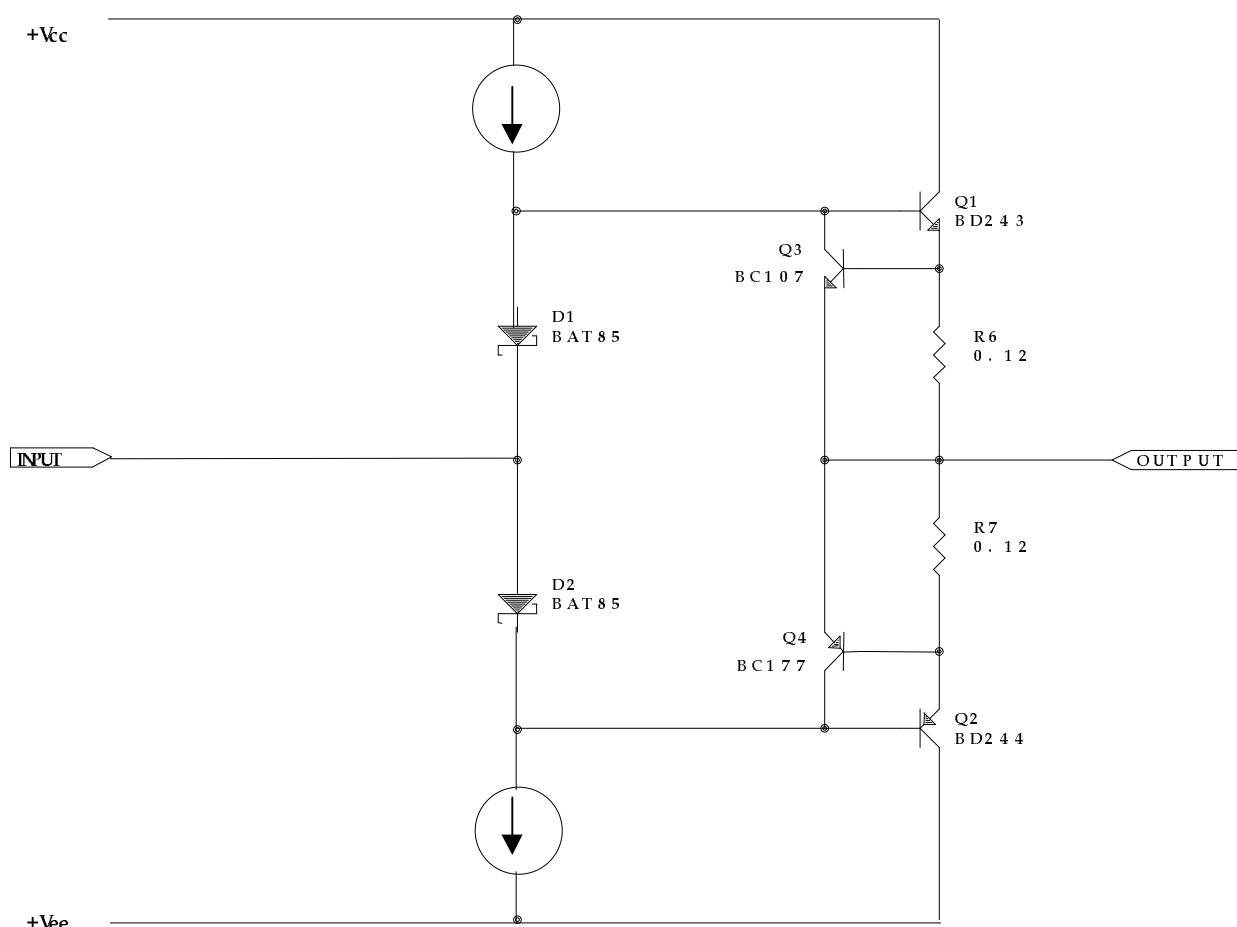 +Vcc
Q1
BD243
Q3
BC107
D1
BAT85
R6
0.12
INPUT
OUTPUT
R7
0.12
D2
BAT85
Q4
BC177
Q2
BD244
+Vee